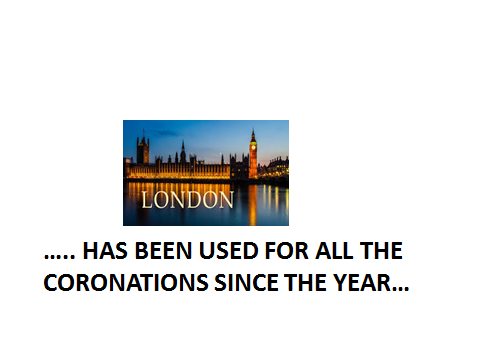 LONDON
….. HAS BEEN USED FOR ALL THE
CORONATIONS SINCE THE YEAR…